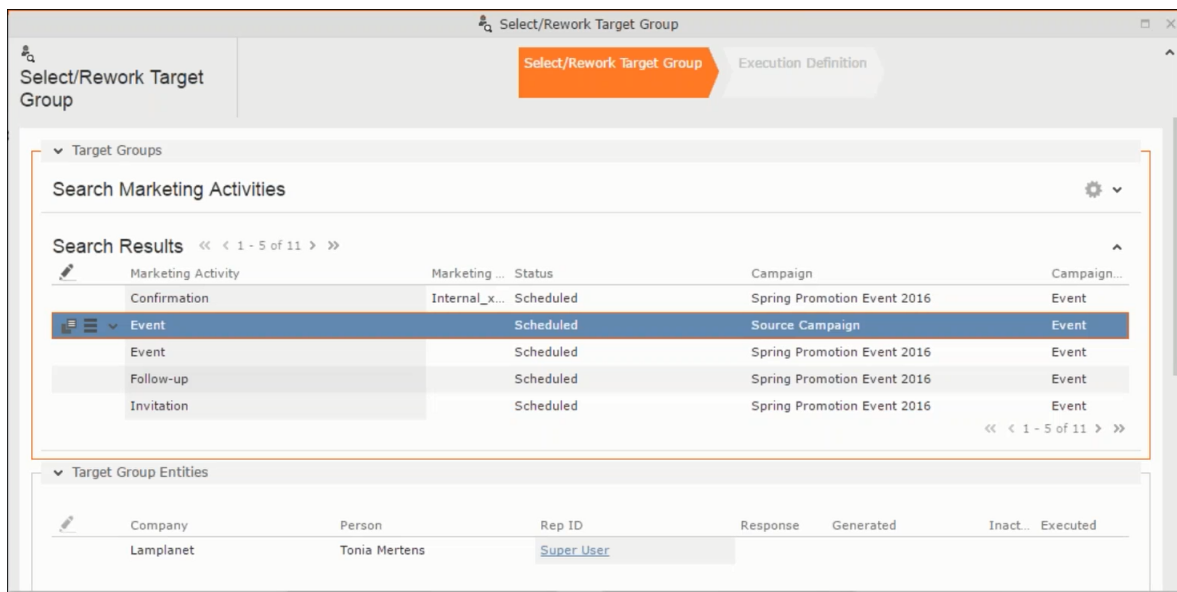 Select/Rework Target Group
Select/Rework Target
Group
Select/Rework Target Group
Execution Definition
Target Groups
Search Marketing Activities
Search Results « < 1 - 5 of 11 > »
Marketing Activity Marketing ... Status Campaign Campaign...
Confirmation Internal_x... Scheduled Spring Promotion Event 2016 Event
Event Scheduled Source Campaign Event
Event Scheduled Spring Promotion Event 2016 Event
Follow-up Scheduled Spring Promotion Event 2016 Event
Invitation Scheduled Spring Promotion Event 2016 Event
« < 1 - 5 of 11 > »
Target Group Entities
Company Person Rep ID Response Generated Inact... Executed
Lamplanet Tonia Mertens Super User